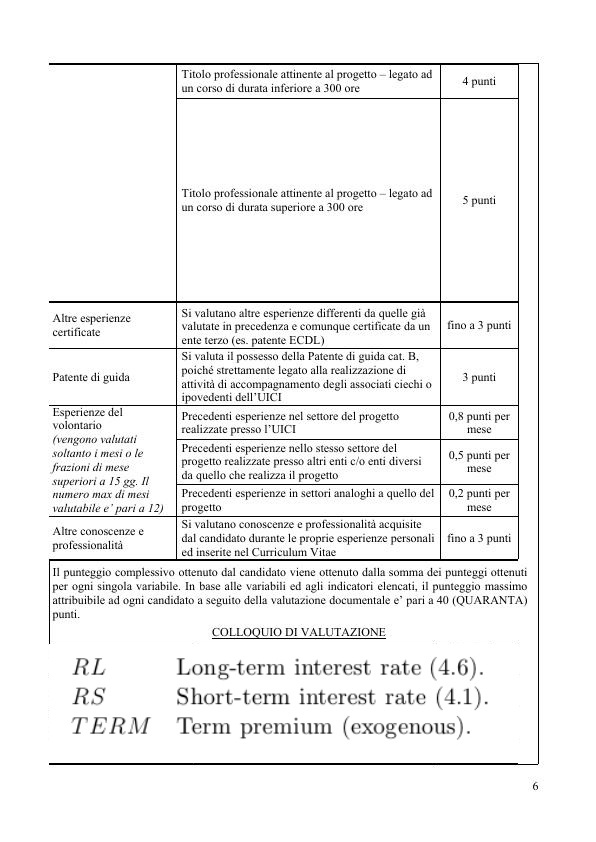 Titolo professionale attinente al progetto – legato ad
un corso di durata inferiore a 300 ore
4 punti
Titolo professionale attinente al progetto – legato ad
un corso di durata superiore a 300 ore
5 punti
Altre esperienze
certificate
Si valutano altre esperienze differenti da quelle già
valutate in precedenza e comunque certificate da un
ente terzo (es. patente ECDL)
fino a 3 punti
Patente di guida
Si valuta il possesso della Patente di guida cat. B,
poiché strettamente legato alla realizzazione di
attività di accompagnamento degli associati ciechi o
ipovedenti dell’UICI
3 punti
Esperienze del
volontario
(vengono valutati
soltanto i mesi o le
frazioni di mese
superiori a 15 gg. Il
numero max di mesi
valutabile e’ pari a 12)
Precedenti esperienze nel settore del progetto
realizzate presso l’UICI
0,8 punti per
mese
Precedenti esperienze nello stesso settore del
progetto realizzate presso altri enti c/o enti diversi
da quello che realizza il progetto
0,5 punti per
mese
Precedenti esperienze in settori analoghi a quello del
progetto
0,2 punti per
mese
Altre conoscenze e
professionalità
Si valutano conoscenze e professionalità acquisite
dal candidato durante le proprie esperienze personali
ed inserite nel Curriculum Vitae
fino a 3 punti
Il punteggio complessivo ottenuto dal candidato viene ottenuto dalla somma dei punteggi ottenuti
per ogni singola variabile. In base alle variabili ed agli indicatori elencati, il punteggio massimo
attribuibile ad ogni candidato a seguito della valutazione documentale e’ pari a 40 (QUARANTA)
punti.
COLLOQUIO DI VALUTAZIONE
RL Long-term interest rate (4.6).
RS Short-term interest rate (4.1).
TERM Term premium (exogenous).
6